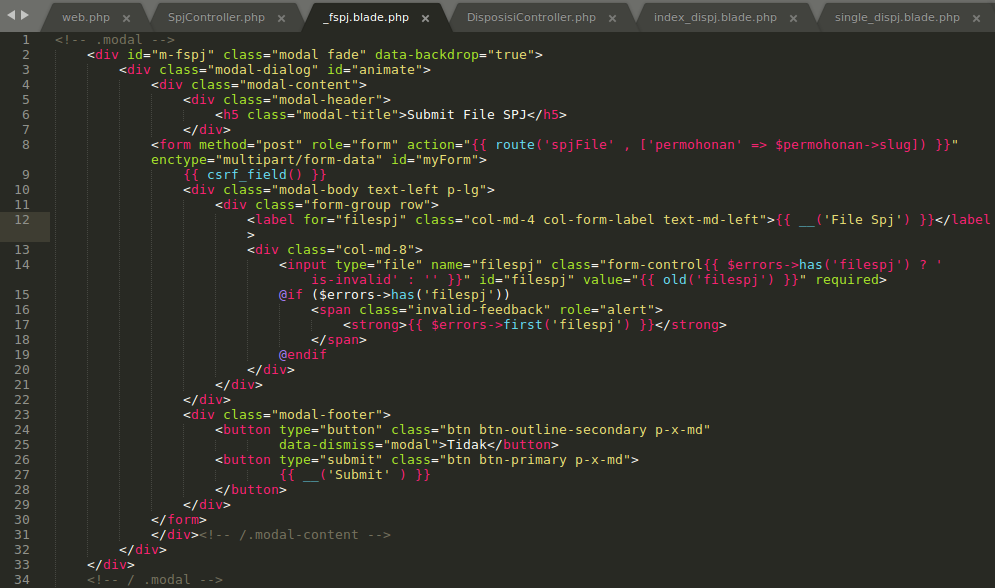 ◀ ▶ web.php × SpjController.php × _fspj.blade.php × DisposisiController.php × index_dispj.blade.php × single_dispj.blade.php ×
1 <!-- .modal -->
2 <div id="m-fspj" class="modal fade" data-backdrop="true">
3 <div class="modal-dialog" id="animate">
4 <div class="modal-content">
5 <div class="modal-header">
6 <h5 class="modal-title">Submit File SPJ</h5>
7 </div>
8 <form method="post" role="form" action="{{ route('spjFile' , ['permohonan' => $permohonan->slug]) }}"
enctype="multipart/form-data" id="myForm">
9 {{ csrf_field() }}
10 <div class="modal-body text-left p-lg">
11 <div class="form-group row">
12 <label for="filespj" class="col-md-4 col-form-label text-md-left">{{ __('File Spj') }}</label
>
13 <div class="col-md-8">
14 <input type="file" name="filespj" class="form-control{{ $errors->has('filespj') ? '
is-invalid' : '' }}" id="filespj" value="{{ old('filespj') }}" required>
15 @if ($errors->has('filespj'))
16 <span class="invalid-feedback" role="alert">
17 <strong>{{ $errors->first('filespj') }}</strong>
18 </span>
19 @endif
20 </div>
21 </div>
22 </div>
23 <div class="modal-footer">
24 <button type="button" class="btn btn-outline-secondary p-x-md"
25 data-dismiss="modal">Tidak</button>
26 <button type="submit" class="btn btn-primary p-x-md">
27 {{ __('Submit' ) }}
28 </button>
29 </div>
30 </form>
31 </div><!-- /.modal-content -->
32 </div>
33 </div>
34 <!-- / .modal -->